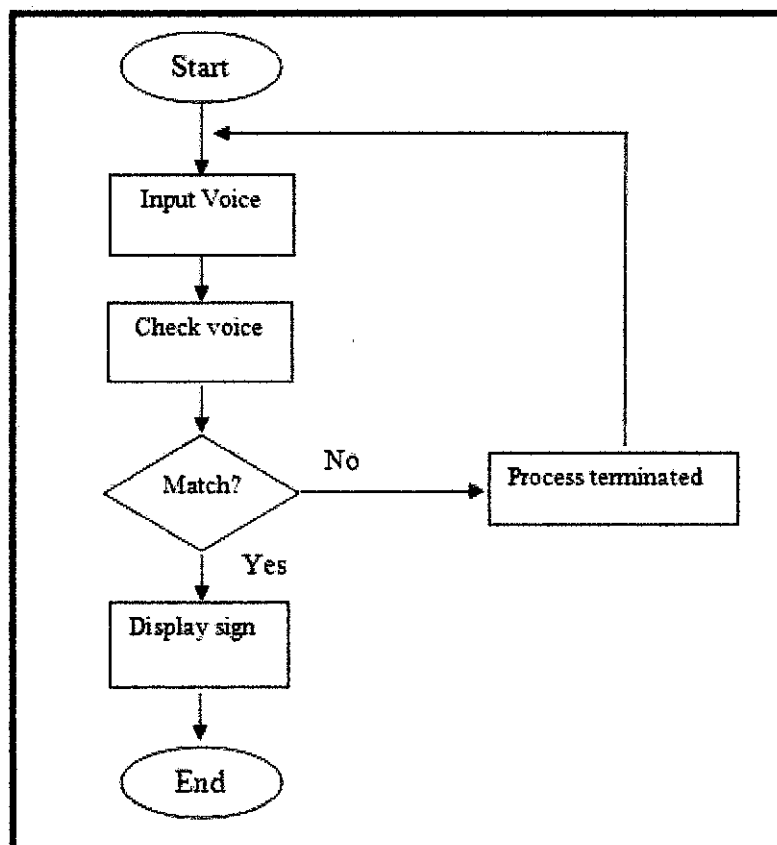 Start
Input Voice
Check voice
Match?
No
Process terminated
Yes
Display sign
End